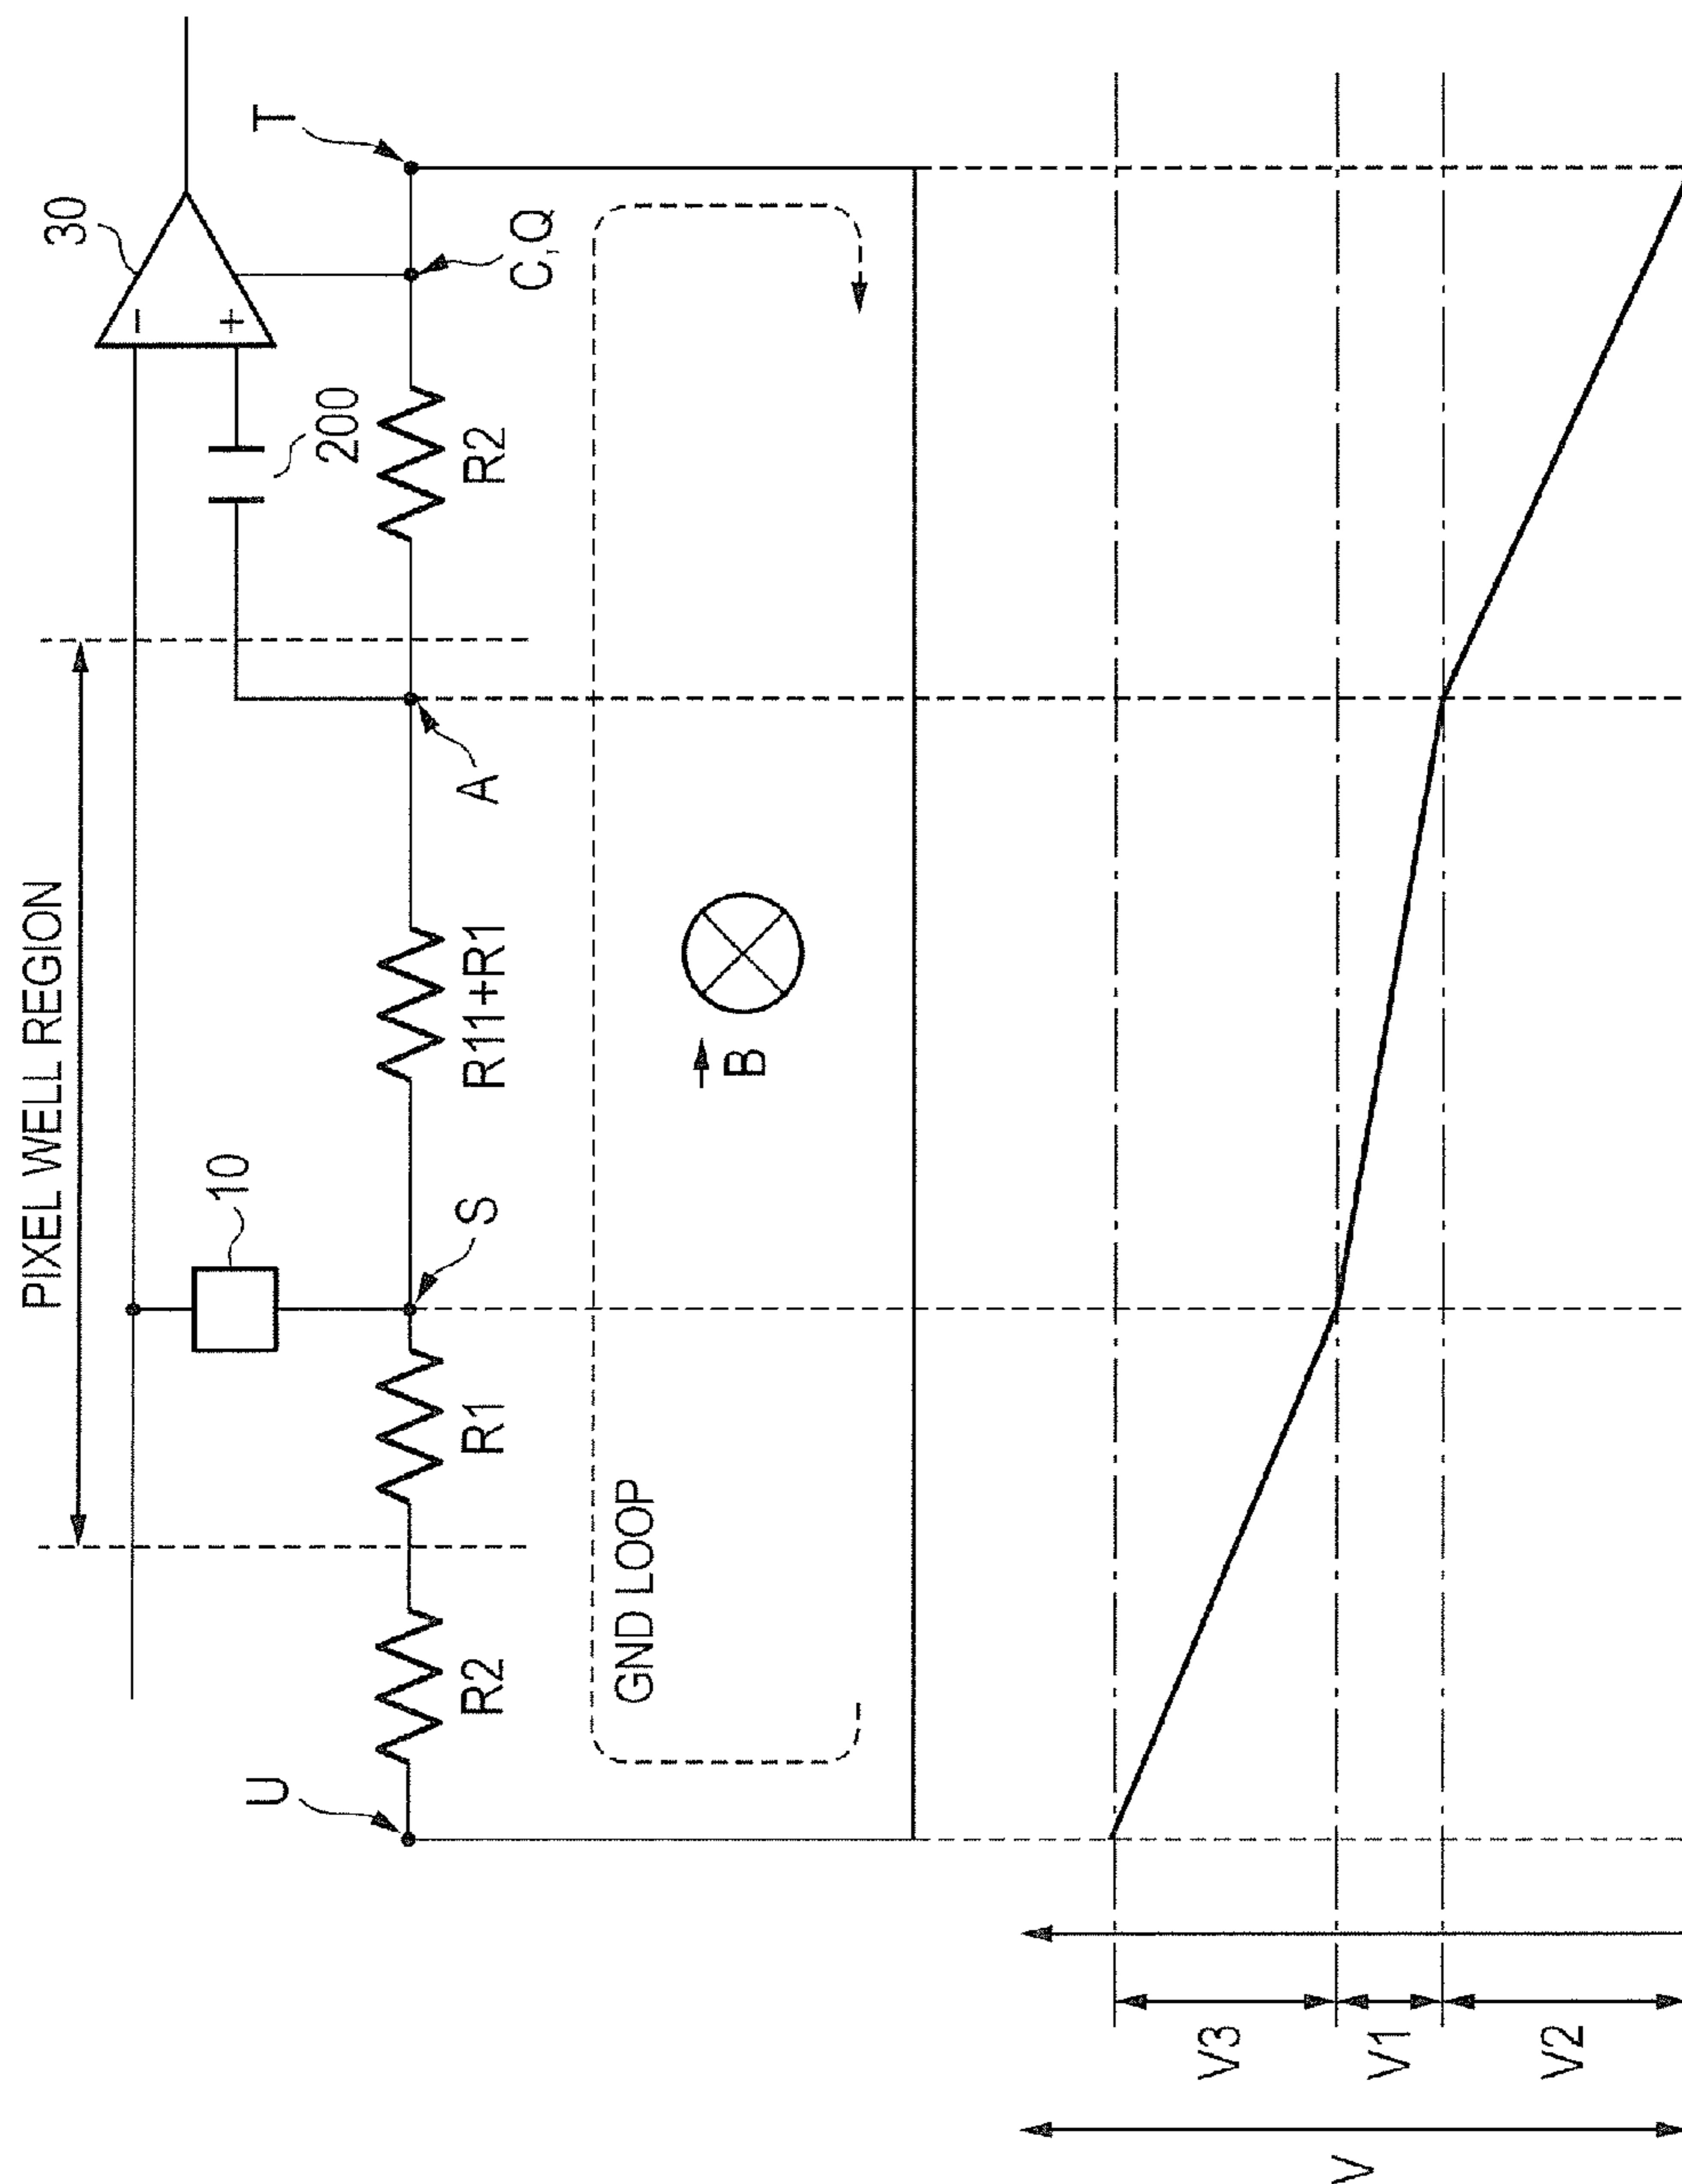 PIXEL WELL REGION
30
10
200
T
−
+
C,Q
U
R2
R1
S
R11+R1
A
R2
GND LOOP
B
V3
V1
V2
V